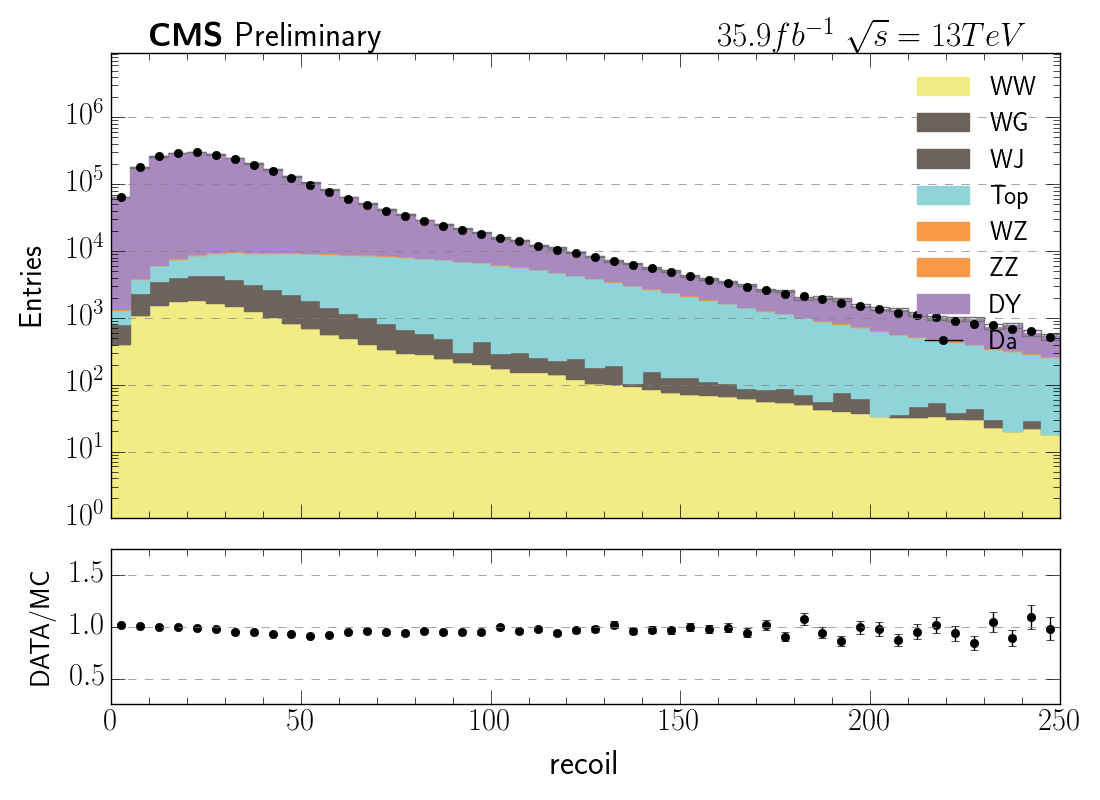 CMS Preliminary
35.9fb⁻¹ √s = 13TeV
Entries
10⁶
10⁵
10⁴
10³
10²
10¹
10⁰
WW
WG
WJ
Top
WZ
ZZ
DY
Da
DATA/MC
1.5
1.0
0.5
0 50 100 150 200 250
recoil